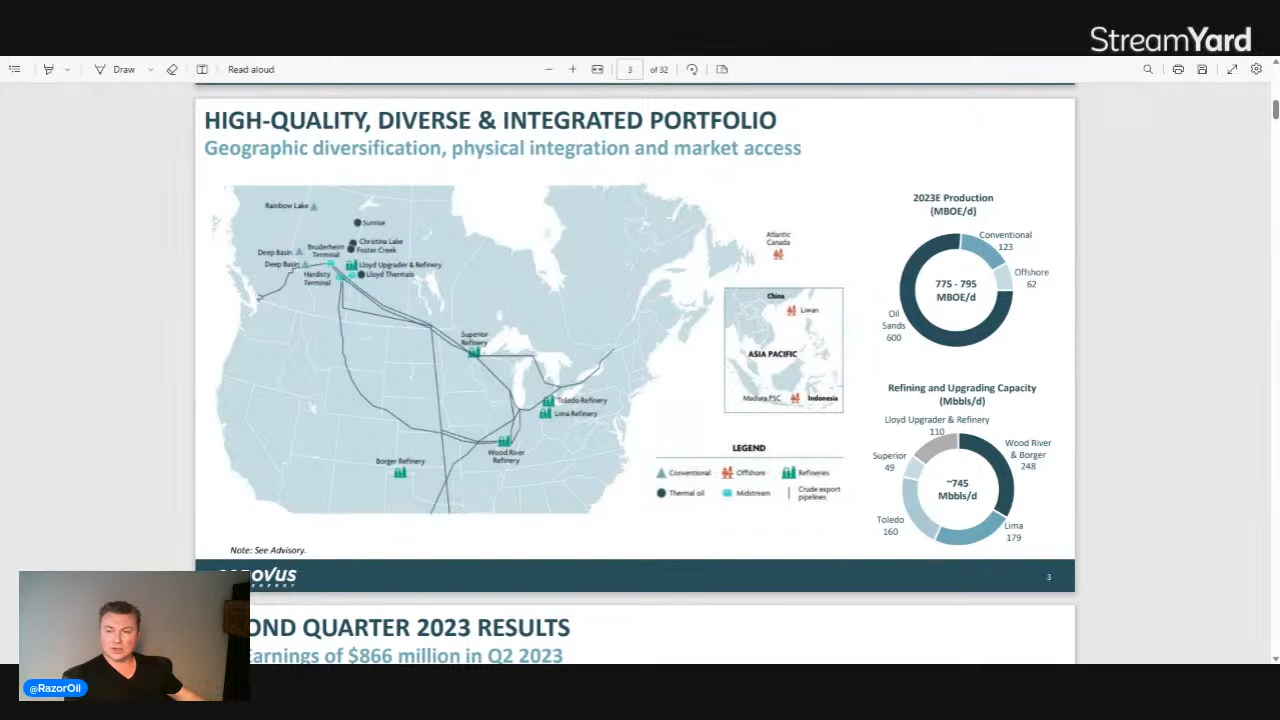 StreamYard
Draw
Read aloud
3
of 32
HIGH-QUALITY, DIVERSE & INTEGRATED PORTFOLIO
Geographic diversification, physical integration and market access
Rainbow Lake
Sunrise
Christina Lake
Foster Creek
Deep Basin
Bruderheim
Terminal
Deep Basin
Lloyd Upgrader & Refinery
Hardisty
Terminal
Lloyd Thermals
Superior
Refinery
Toledo Refinery
Lima Refinery
Wood River
Refinery
Borger Refinery
Atlantic
Canada
China
Liwan
ASIA PACIFIC
Madura PSC
Indonesia
LEGEND
Conventional
Offshore
Refineries
Thermal oil
Midstream
Crude export
pipelines
2023E Production
(MBOE/d)
Conventional
123
Offshore
62
775 - 795
MBOE/d
Oil
Sands
600
Refining and Upgrading Capacity
(Mbbls/d)
Lloyd Upgrader & Refinery
110
Wood River
& Borger
248
Superior
49
~745
Mbbls/d
Toledo
160
Lima
179
Note: See Advisory.
OVUS
ENERGY
3
OND QUARTER 2023 RESULTS
Earnings of $866 million in Q2 2023
@RazorOil